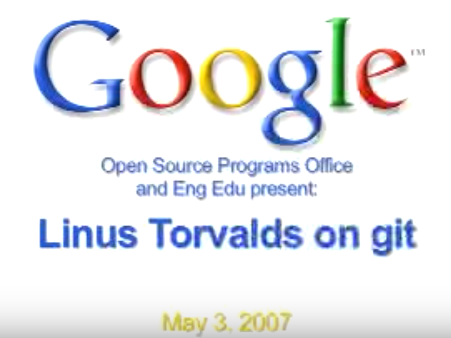 Google™
Open Source Programs Office
and Eng Edu present:
Linus Torvalds on git
May 3, 2007